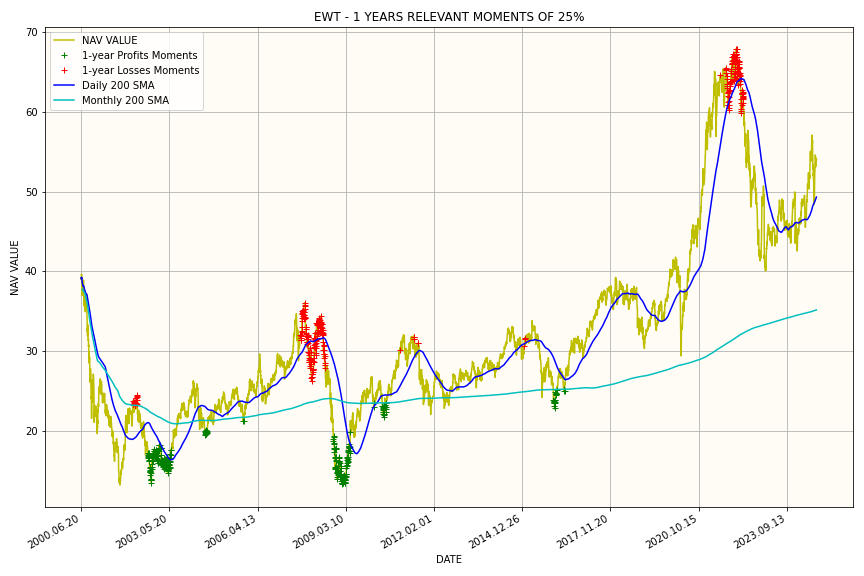 EWT - 1 YEARS RELEVANT MOMENTS OF 25%
NAV VALUE
1-year Profits Moments
1-year Losses Moments
Daily 200 SMA
Monthly 200 SMA
70
60
50
40
30
20
NAV VALUE
2000.06.20
2003.05.20
2006.04.13
2009.03.10
2012.02.01
2014.12.26
2017.11.20
2020.10.15
2023.09.13
DATE